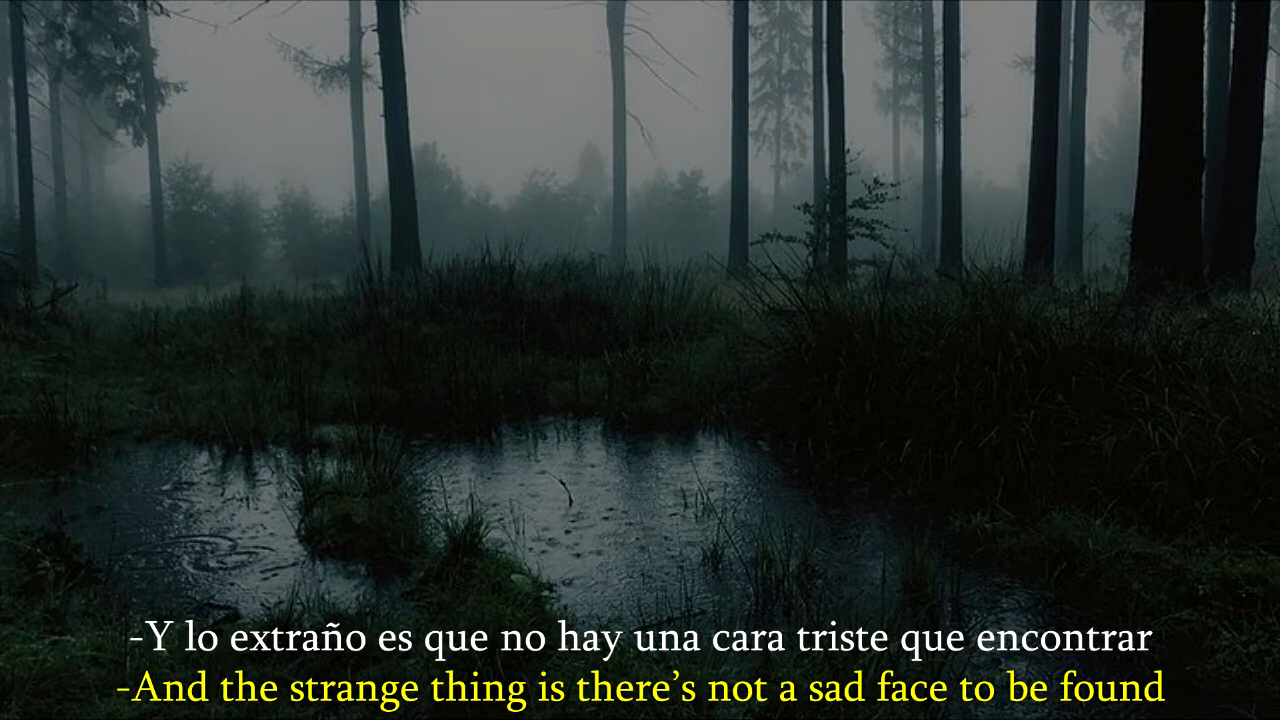 -Y lo extraño es que no hay una cara triste que encontrar
-And the strange thing is there’s not a sad face to be found